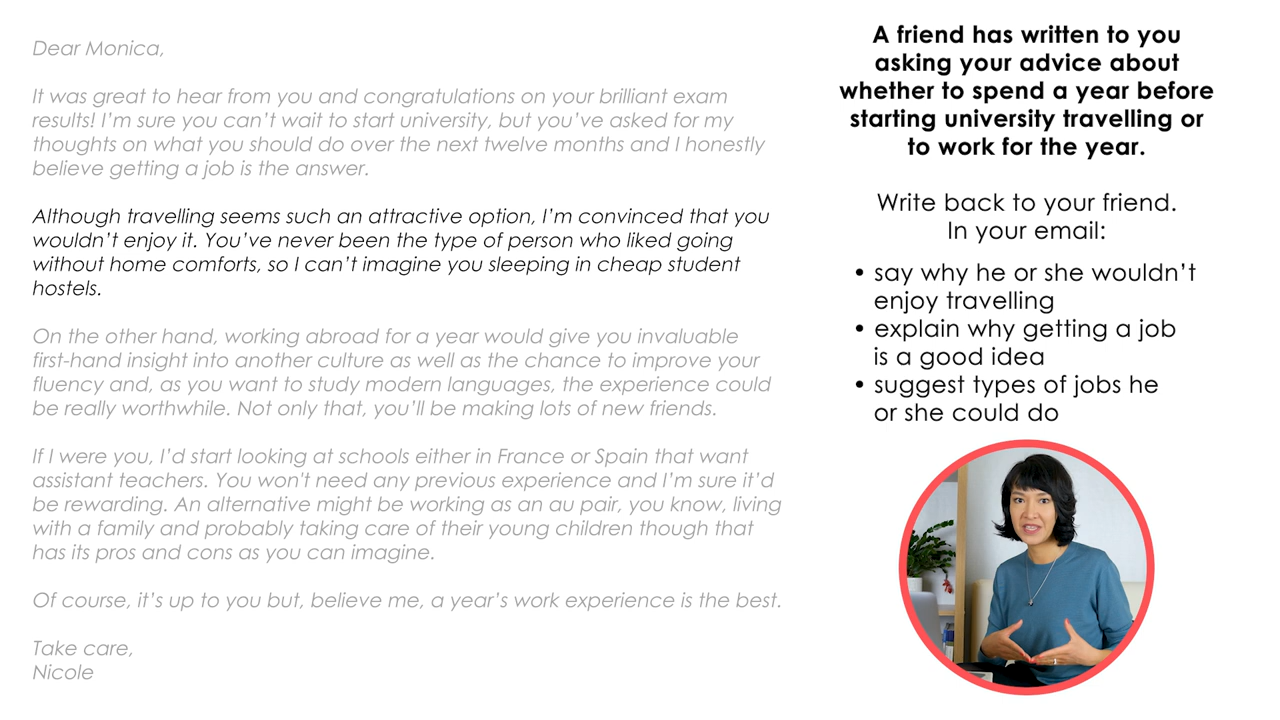 Dear Monica,
It was great to hear from you and congratulations on your brilliant exam
results! I'm sure you can't wait to start university, but you've asked for my
thoughts on what you should do over the next twelve months and I honestly
believe getting a job is the answer.
Although travelling seems such an attractive option, I'm convinced that you
wouldn't enjoy it. You've never been the type of person who liked going
without home comforts, so I can't imagine you sleeping in cheap student
hostels.
On the other hand, working abroad for a year would give you invaluable
first-hand insight into another culture as well as the chance to improve your
fluency and, as you want to study modern languages, the experience could
be really worthwhile. Not only that, you'll be making lots of new friends.
If I were you, I'd start looking at schools either in France or Spain that want
assistant teachers. You won't need any previous experience and I'm sure it'd
be rewarding. An alternative might be working as an au pair, you know, living
with a family and probably taking care of their young children though that
has its pros and cons as you can imagine.
Of course, it's up to you but, believe me, a year's work experience is the best.
Take care,
Nicole
A friend has written to you
asking your advice about
whether to spend a year before
starting university travelling or
to work for the year.
Write back to your friend.
In your email:
• say why he or she wouldn't
enjoy travelling
• explain why getting a job
is a good idea
• suggest types of jobs he
or she could do